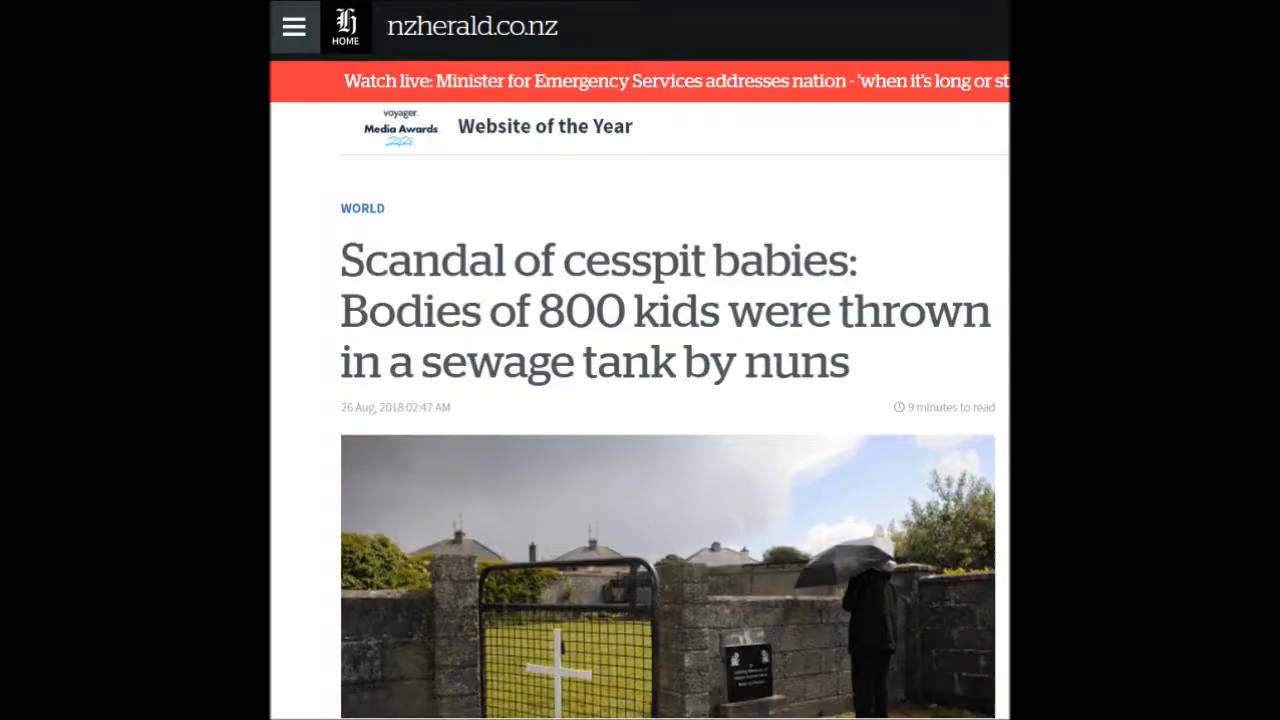 HOME
nzherald.co.nz
Watch live: Minister for Emergency Services addresses nation - 'when it's long or st
voyager
Media Awards
Website of the Year
WORLD
Scandal of cesspit babies:
Bodies of 800 kids were thrown
in a sewage tank by nuns
26 Aug, 2018 02:47 AM
9 minutes to read